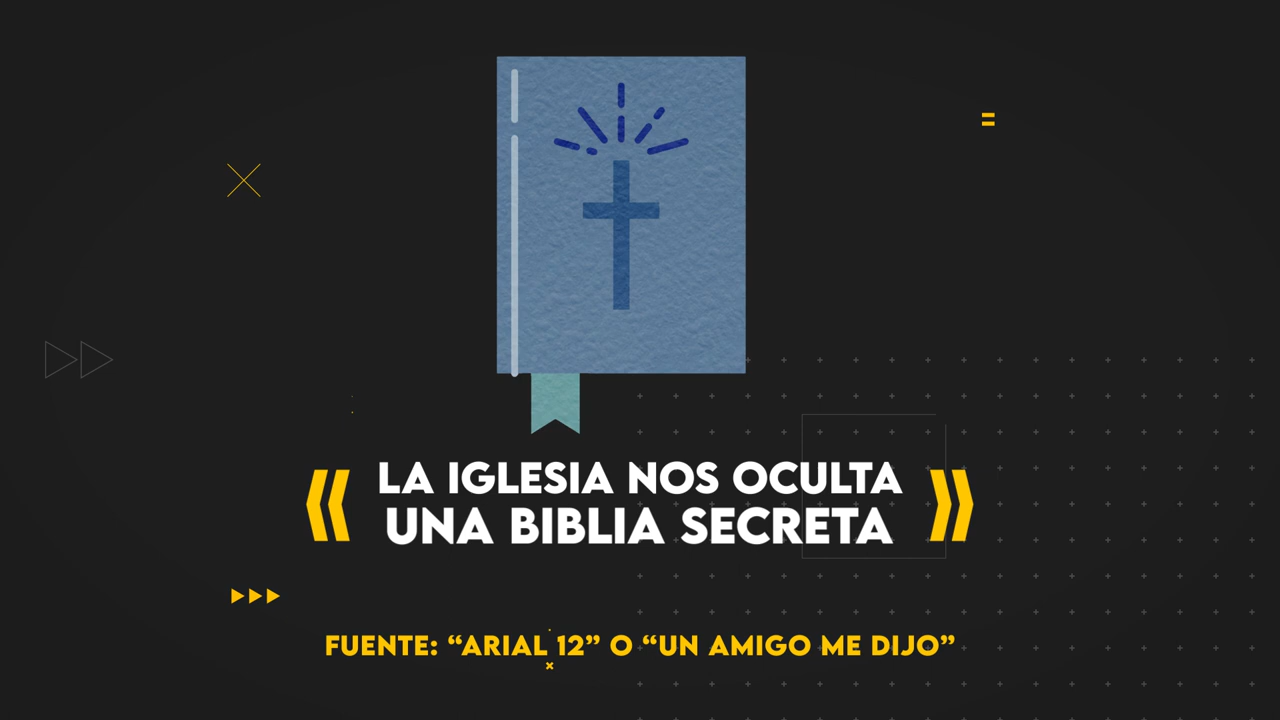 « LA IGLESIA NOS OCULTA
UNA BIBLIA SECRETA »
FUENTE: “ARIAL 12” O “UN AMIGO ME DIJO”